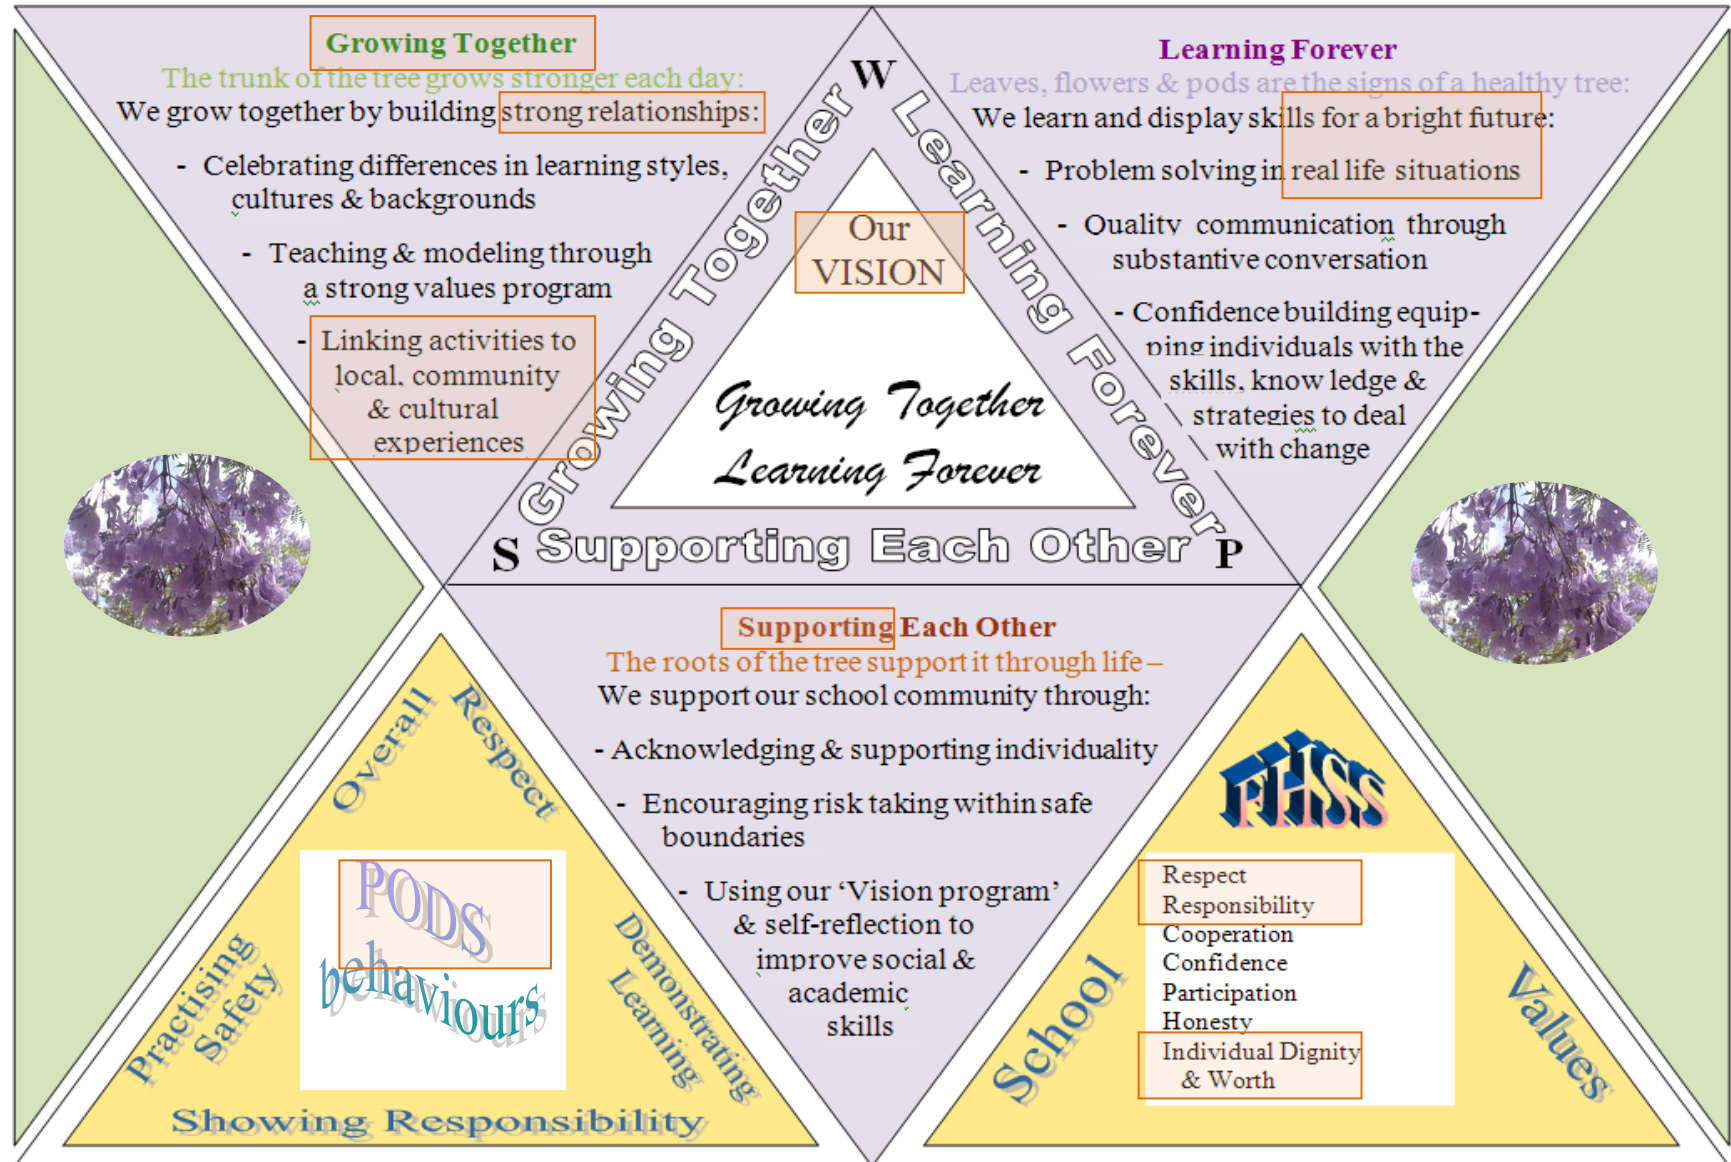 Growing Together
The trunk of the tree grows stronger each day:
We grow together by building strong relationships:
- Celebrating differences in learning styles,
cultures & backgrounds
- Teaching & modeling through
a strong values program
- Linking activities to
local, community
& cultural
experiences
Learning Forever
Leaves, flowers & pods are the signs of a healthy tree:
We learn and display skills for a bright future:
- Problem solving in real life situations
- Quality communication through
substantive conversation
- Confidence building equip-
ping individuals with the
skills, know ledge &
strategies to deal
with change
W
Growing Together
Learning Forever
Our
VISION
Growing Together
Learning Forever
S
Supporting Each Other
P
Supporting Each Other
The roots of the tree support it through life –
We support our school community through:
- Acknowledging & supporting individuality
- Encouraging risk taking within safe
boundaries
- Using our ‘Vision program’
& self-reflection to
improve social &
academic
skills
Overall
Respect
PODS
behaviours
Practising
Safety
Demonstrating
Learning
Showing Responsibility
FHSS
Respect
Responsibility
Cooperation
Confidence
Participation
Honesty
Individual Dignity
& Worth
School
Values